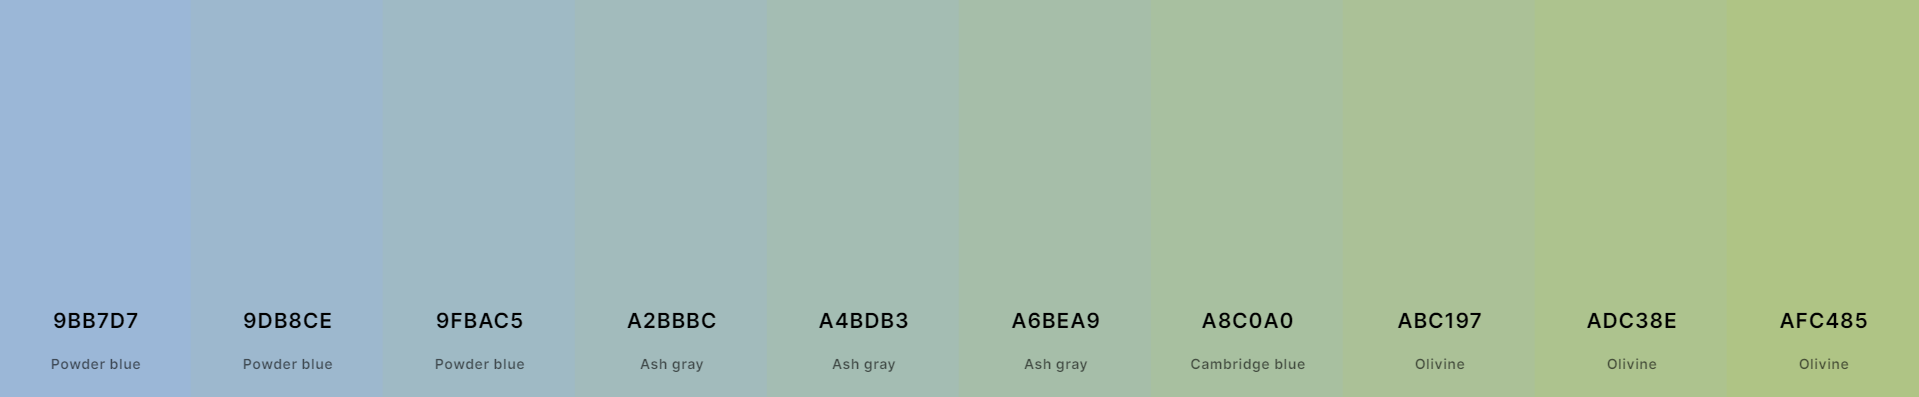 9BB7D7 9DB8CE 9FBAC5 A2BBBC A4BDB3 A6BEA9 A8C0A0 ABC197 ADC38E AFC485
Powder blue Powder blue Powder blue Ash gray Ash gray Ash gray Cambridge blue Olivine Olivine Olivine